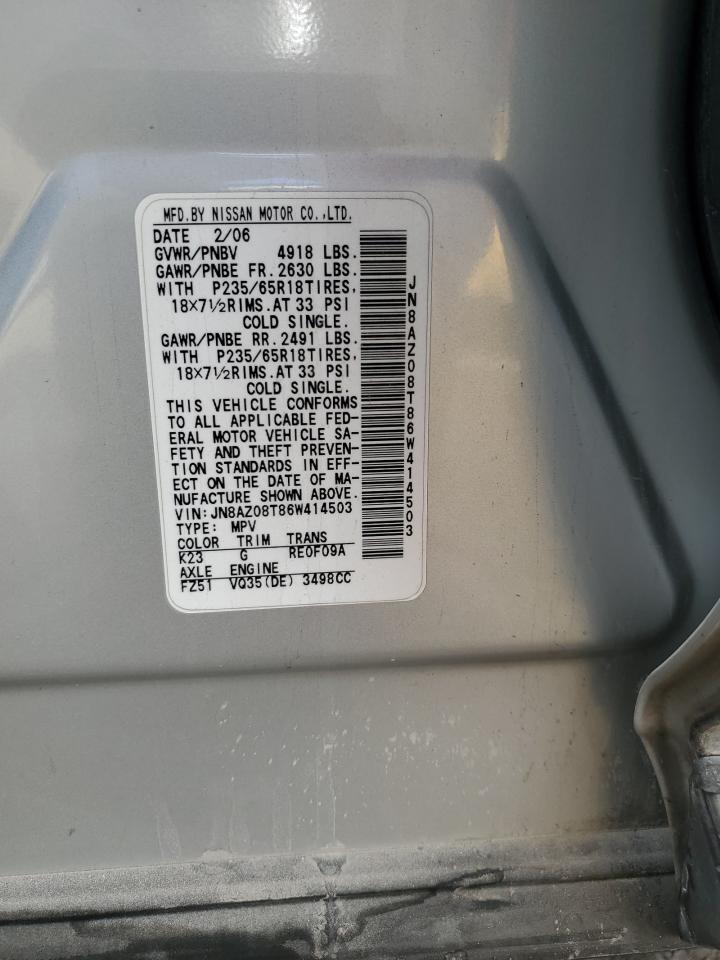 MFD.BY NISSAN MOTOR CO.,LTD.
DATE 2/06
GVWR/PNBV 4918 LBS.
GAWR/PNBE FR. 2630 LBS.
WITH P235/65R18TIRES,
18×7½RIMS.AT 33 PSI
COLD SINGLE.
GAWR/PNBE RR. 2491 LBS.
WITH P235/65R18TIRES,
18×7½RIMS.AT 33 PSI
COLD SINGLE.
THIS VEHICLE CONFORMS
TO ALL APPLICABLE FED-
ERAL MOTOR VEHICLE SA-
FETY AND THEFT PREVEN-
TION STANDARDS IN EFF-
ECT ON THE DATE OF MA-
NUFACTURE SHOWN ABOVE.
VIN:JN8AZ08T86W414503
TYPE: MPV
COLOR TRIM TRANS
K23 G RE0F09A
AXLE ENGINE
FZ51 VQ35(DE) 3498CC
JN8AZ08T86W414503